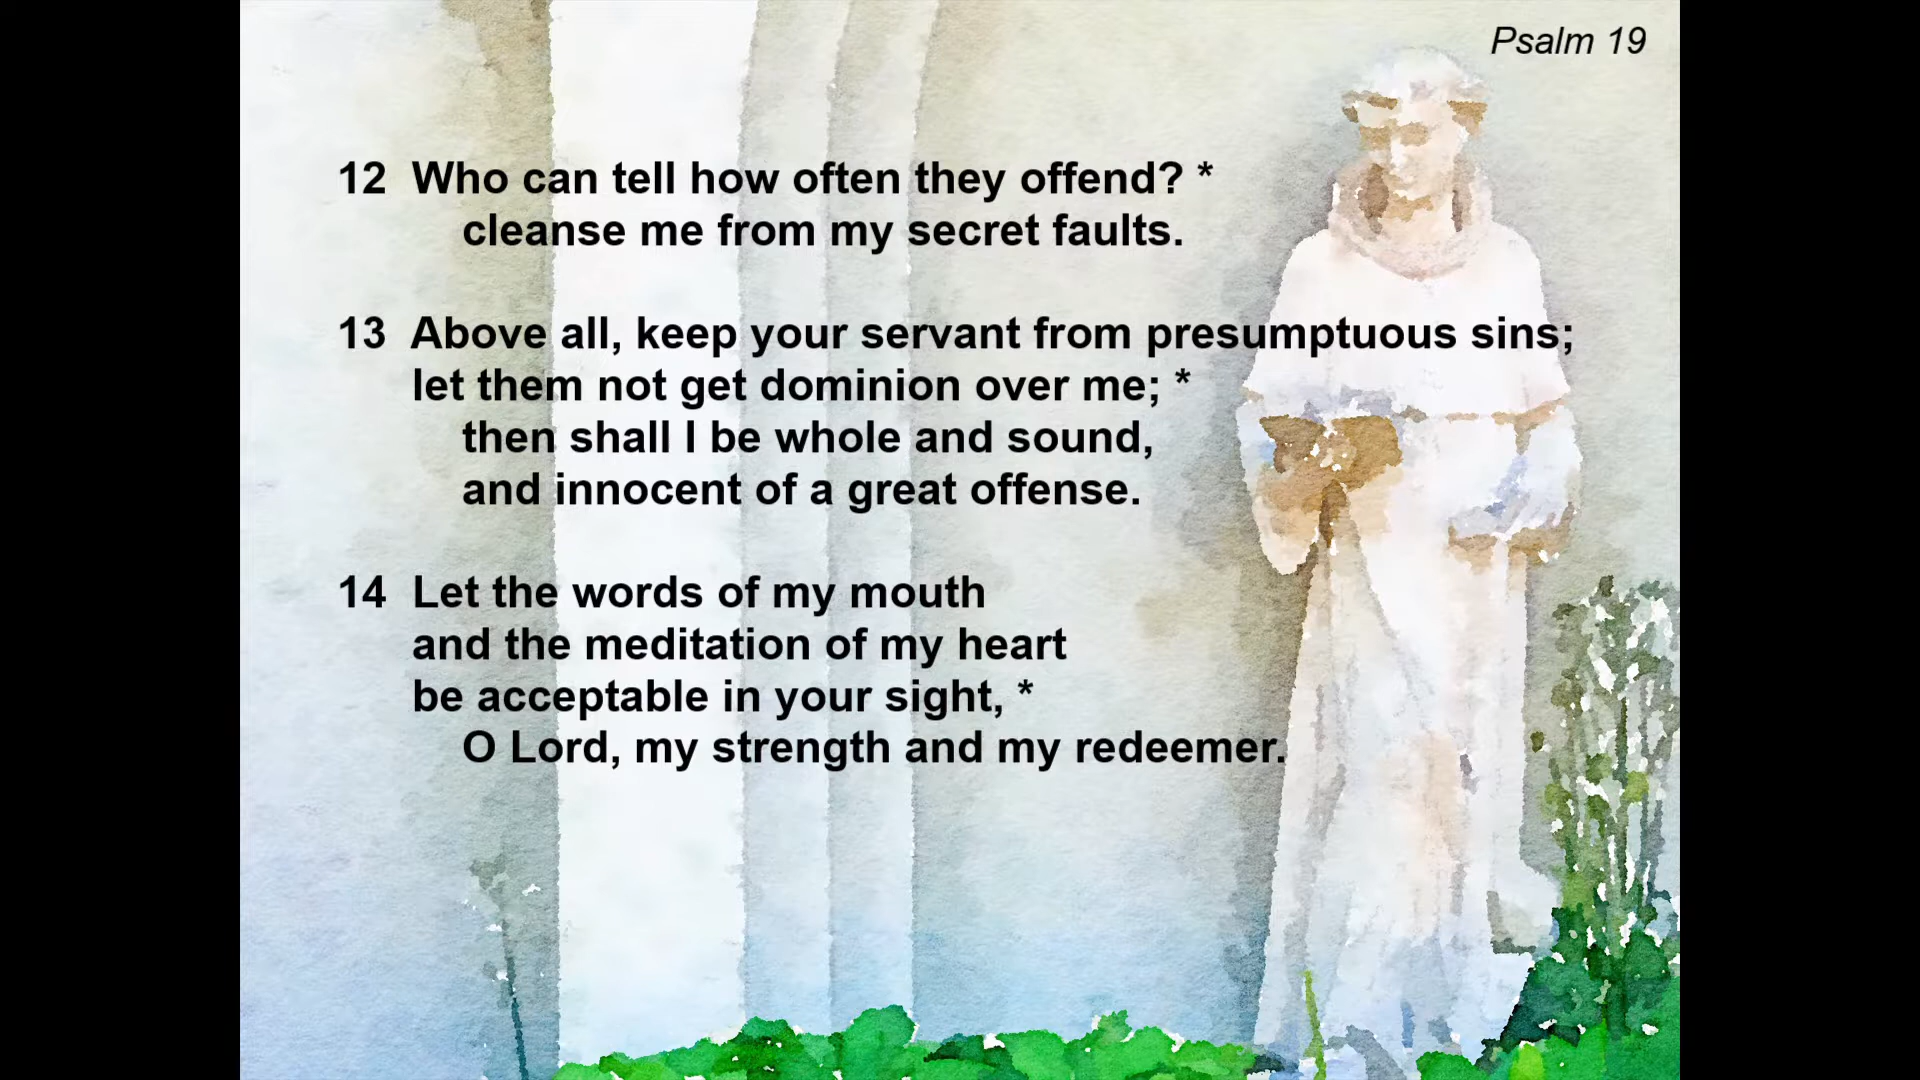 Psalm 19
12 Who can tell how often they offend? *
cleanse me from my secret faults.
13 Above all, keep your servant from presumptuous sins;
let them not get dominion over me; *
then shall I be whole and sound,
and innocent of a great offense.
14 Let the words of my mouth
and the meditation of my heart
be acceptable in your sight, *
O Lord, my strength and my redeemer.